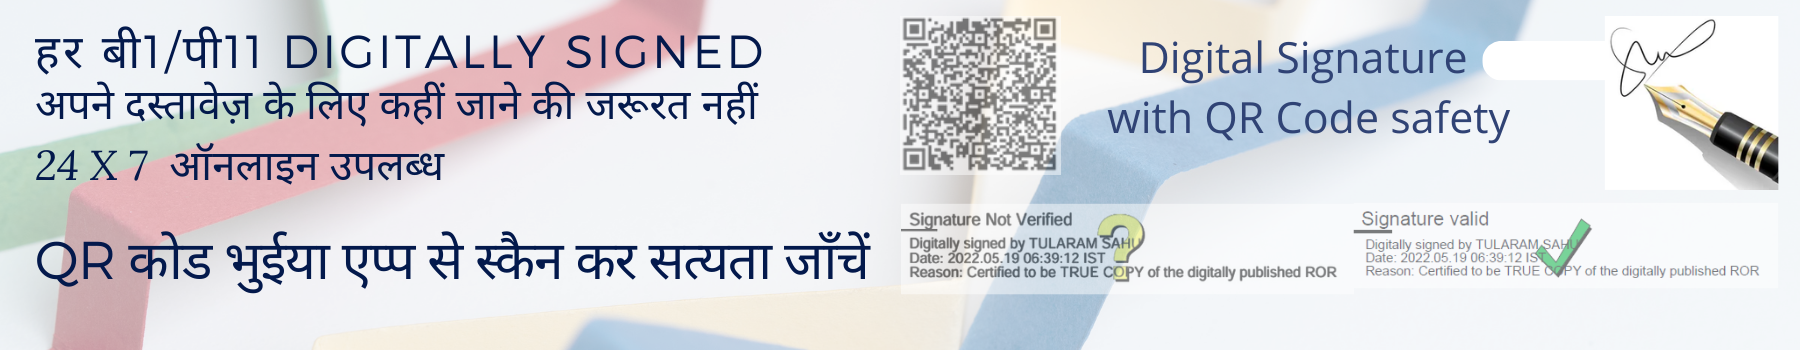 हर बी1/पी11 DIGITALLY SIGNED
अपने दस्तावेज़ के लिए कहीं जाने की जरूरत नहीं
24 X 7 ऑनलाइन उपलब्ध
QR कोड भुईया एप्प से स्कैन कर सत्यता जाँचें
Digital Signature
with QR Code safety
Signature Not Verified
Digitally signed by TULARAM SAHU
Date: 2022.05.19 06:39:12 IST
Reason: Certified to be TRUE COPY of the digitally published ROR
Signature valid
Digitally signed by TULARAM SAHU
Date: 2022.05.19 06:39:12 IST
Reason: Certified to be TRUE COPY of the digitally published ROR